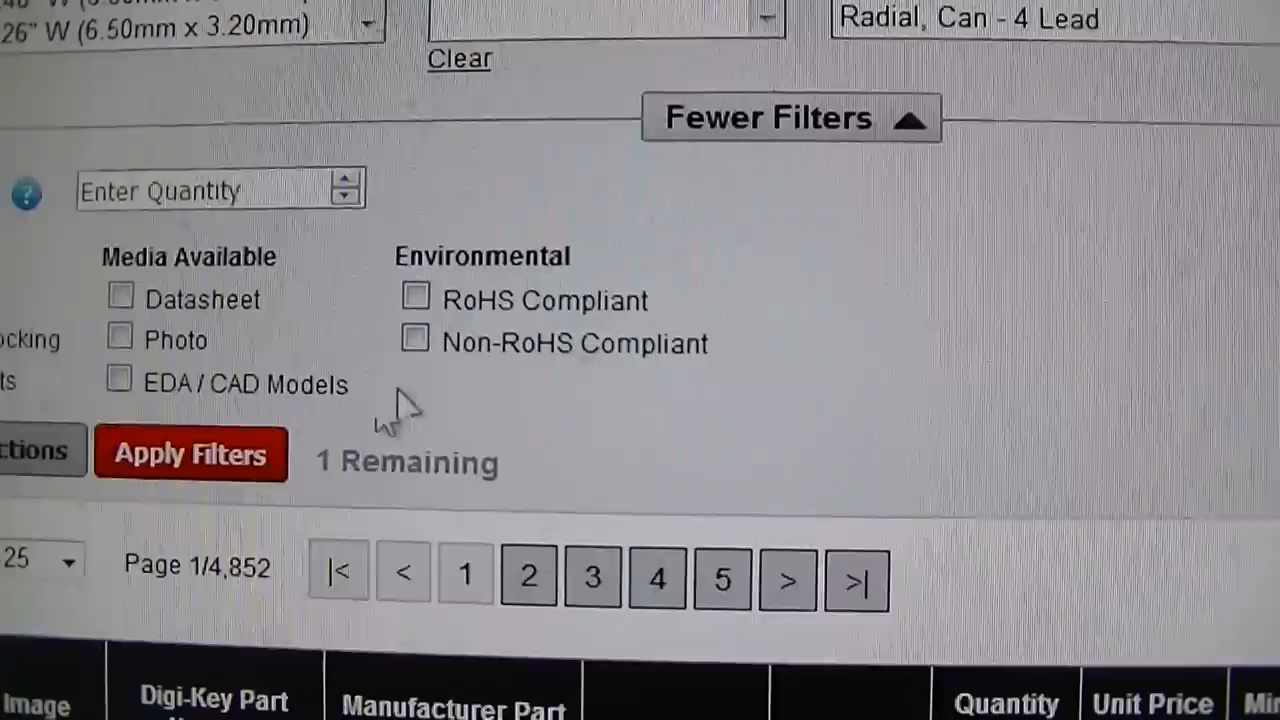 26" W (6.50mm x 3.20mm)
Radial, Can - 4 Lead
Clear
Fewer Filters
?
Enter Quantity
Media Available
Environmental
Datasheet
RoHS Compliant
ocking
Photo
Non-RoHS Compliant
ts
EDA / CAD Models
ctions
Apply Filters
1 Remaining
25
Page 1/4,852
|<
<
1
2
3
4
5
>
>|
Image
Digi-Key Part
Manufacturer Part
Quantity
Unit Price